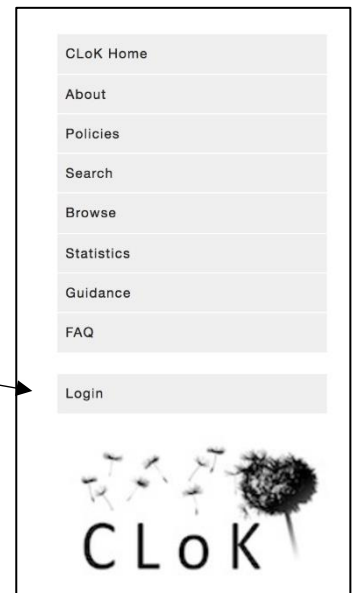 CLoK Home
About
Policies
Search
Browse
Statistics
Guidance
FAQ
Login
CLoK